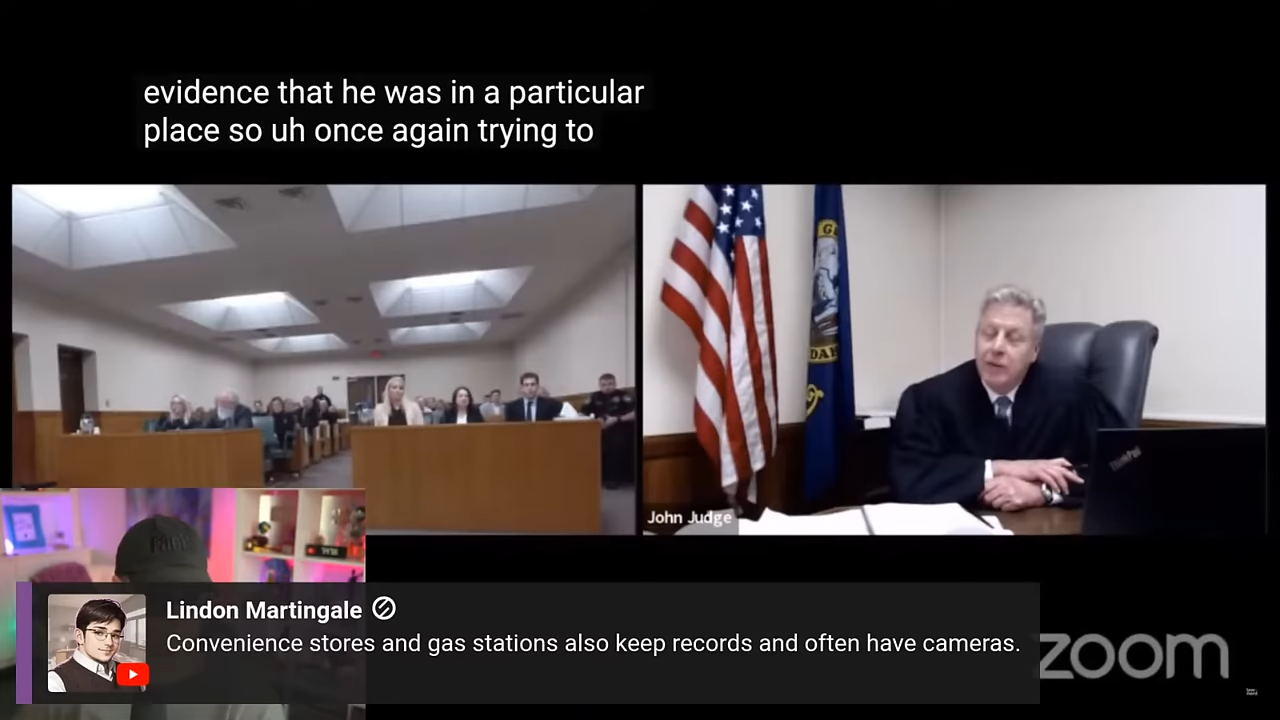 evidence that he was in a particular
place so uh once again trying to
John Judge
ThinkPad
Lindon Martingale
Convenience stores and gas stations also keep records and often have cameras.
zoom